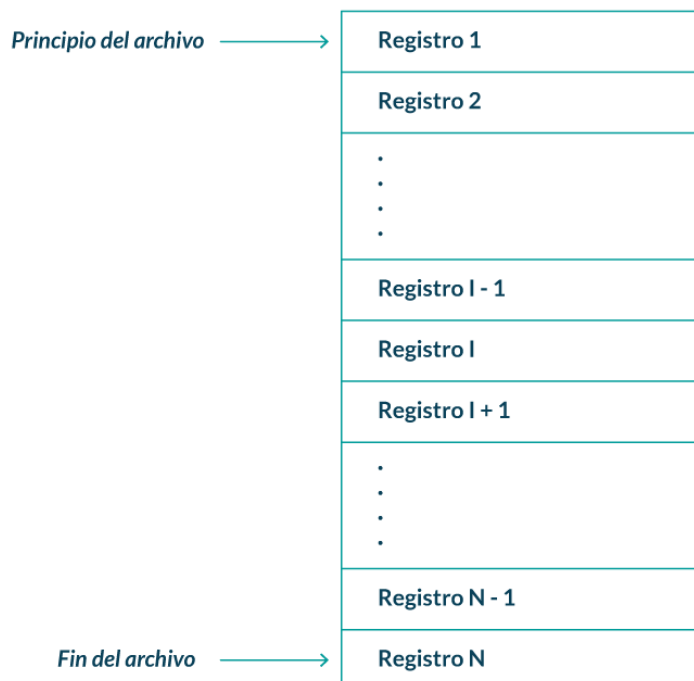 Principio del archivo
Registro 1
Registro 2
Registro I - 1
Registro I
Registro I + 1
Registro N - 1
Fin del archivo
Registro N